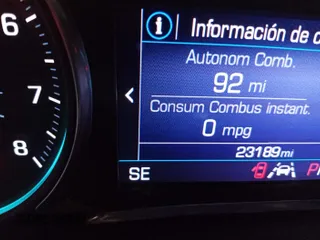 6
7
8
Información de c
Autonom Comb.
92 mi
Consum Combus instant.
0 mpg
23189 mi
SE
P